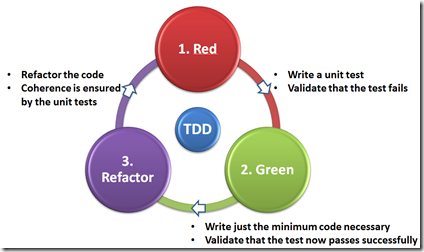 1. Red
• Refactor the code
• Coherence is ensured
by the unit tests
• Write a unit test
• Validate that the test fails
TDD
3.
Refactor
2. Green
• Write just the minimum code necessary
• Validate that the test now passes successfully